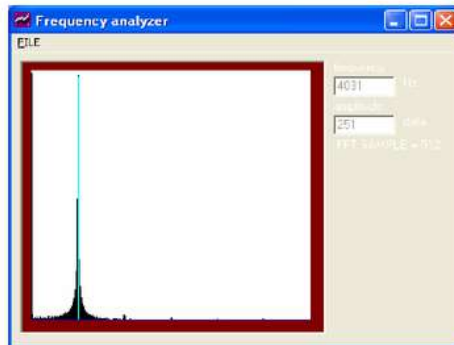 Frequency analyzer
FILE
frequency
4031 Hz
amplitude
251
FFT SAMPLE = 512